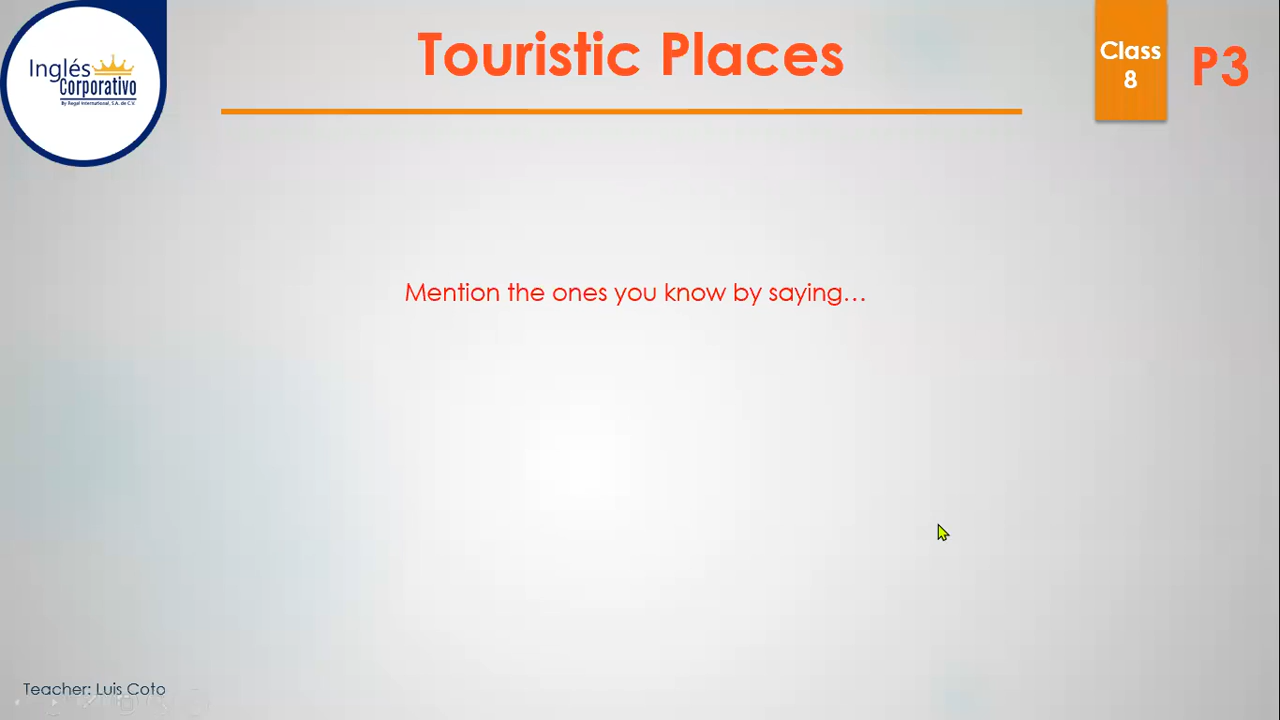 Inglés
Corporativo
By Regal International, S.A. de C.V.
Touristic Places
Class
8
P3
Mention the ones you know by saying…
Teacher: Luis Coto